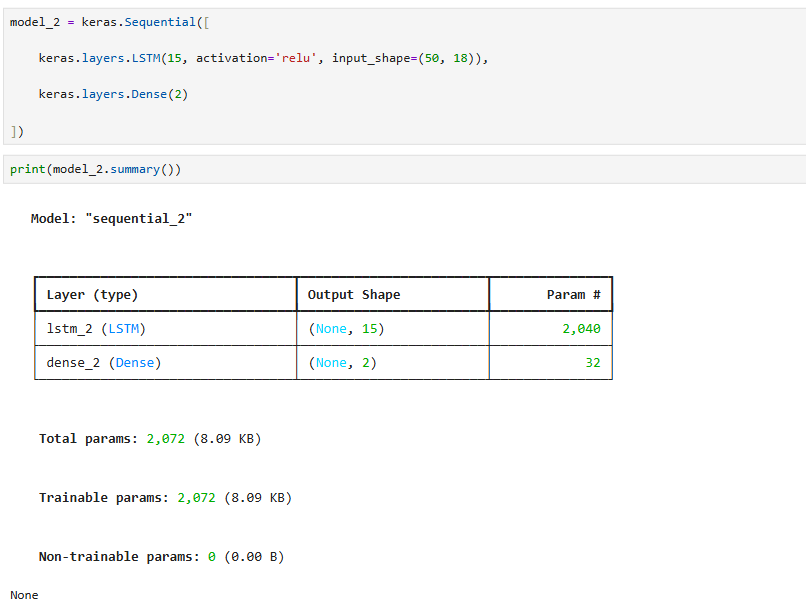 model_2 = keras.Sequential([
keras.layers.LSTM(15, activation='relu', input_shape=(50, 18)),
keras.layers.Dense(2)
])
print(model_2.summary())
Model: "sequential_2"
Layer (type) Output Shape Param #
lstm_2 (LSTM) (None, 15) 2,040
dense_2 (Dense) (None, 2) 32
Total params: 2,072 (8.09 KB)
Trainable params: 2,072 (8.09 KB)
Non-trainable params: 0 (0.00 B)
None